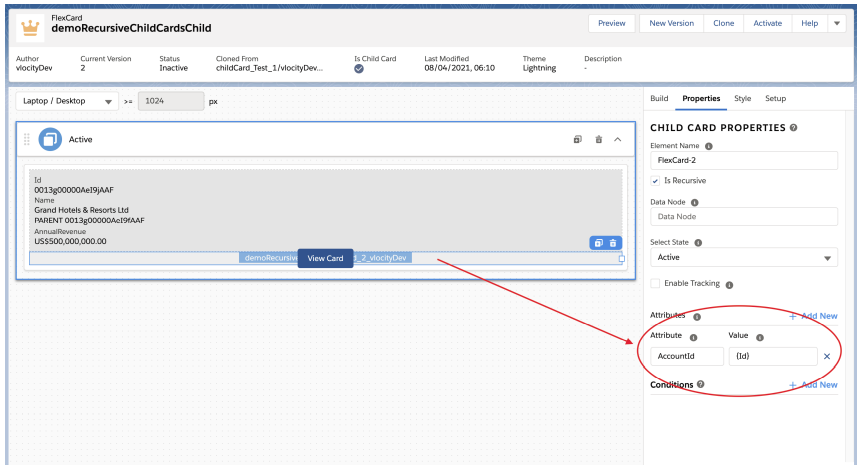 FlexCard
demoRecursiveChildCardsChild
Preview
New Version
Clone
Activate
Help
Author
vlocityDev
Current Version
2
Status
Inactive
Cloned From
childCard_Test_1/vlocityDev...
Is Child Card
Last Modified
08/04/2021, 06:10
Theme
Lightning
Description
-
Laptop / Desktop
>=
1024
px
Active
Id
0013g00000AeI9jAAF
Name
Grand Hotels & Resorts Ltd
PARENT 0013g00000AeI9fAAF
AnnualRevenue
US$500,000,000.00
demoRecursive
View Card
d_2_vlocityDev
Build
Properties
Style
Setup
CHILD CARD PROPERTIES
Element Name
FlexCard-2
Is Recursive
Data Node
Data Node
Select State
Active
Enable Tracking
Attributes
+ Add New
Attribute
Value
AccountId
{Id}
Conditions
+ Add New